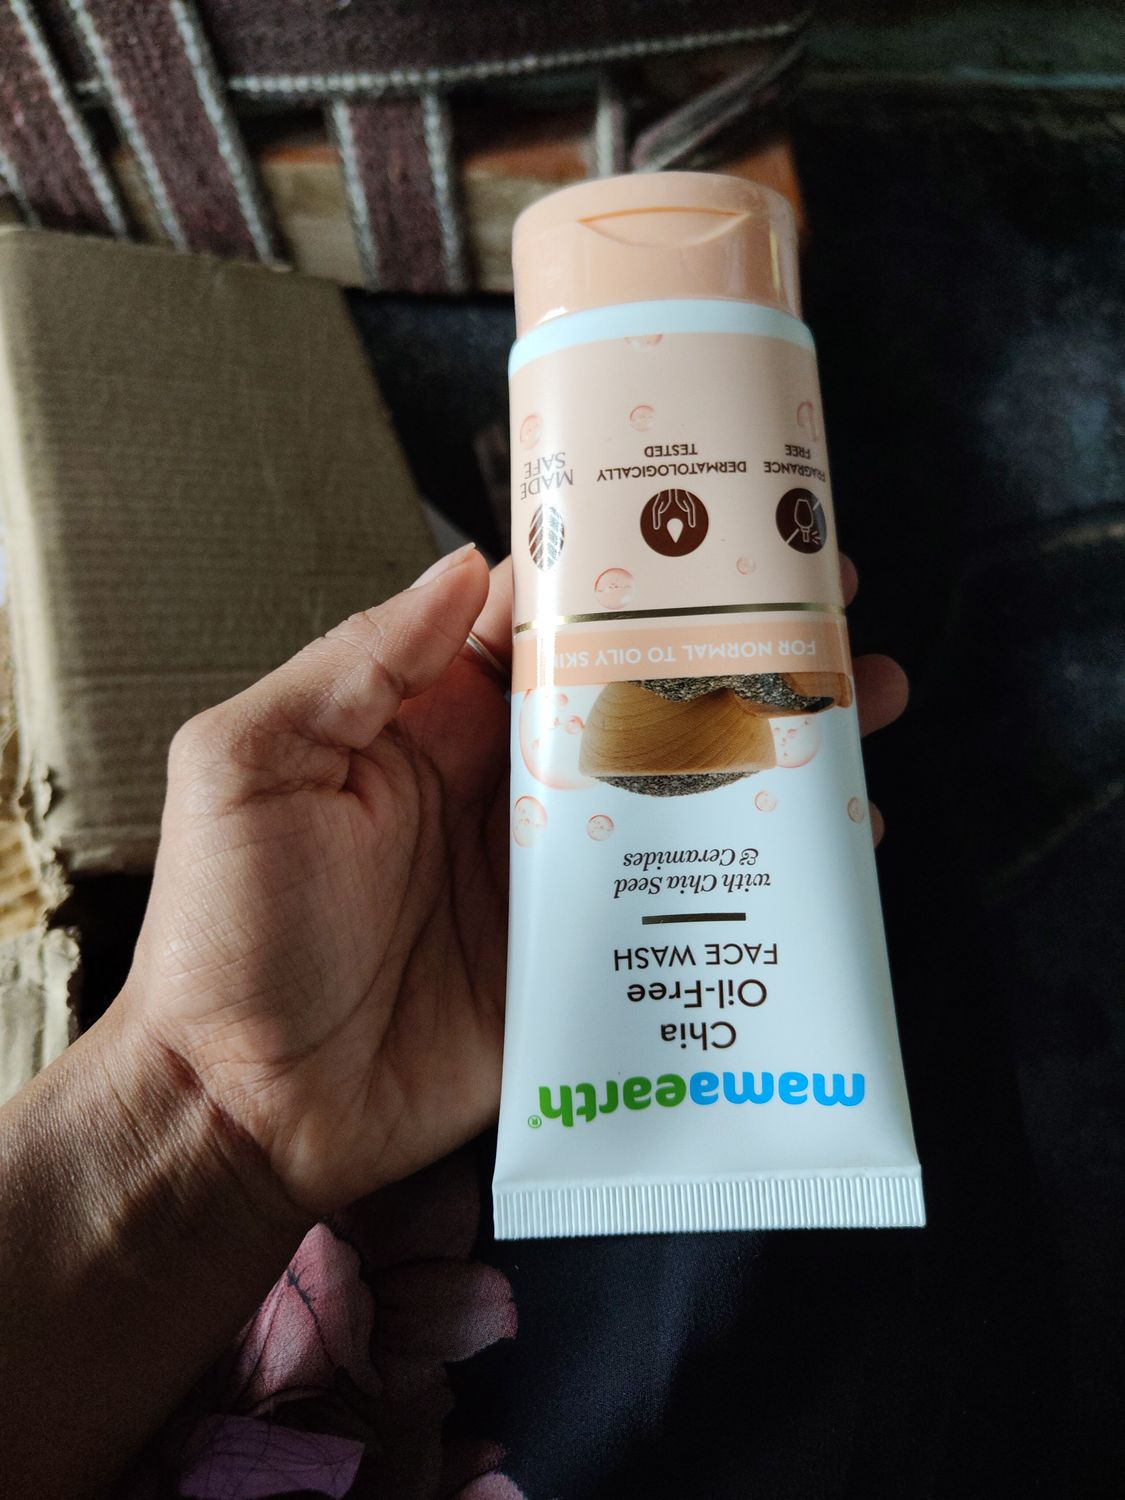 mamaearth®
Chia
Oil-Free
FACE WASH
with Chia Seed
& Ceramides
FOR NORMAL TO OILY SKIN
FRAGRANCE
FREE
DERMATOLOGICALLY
TESTED
MADE
SAFE